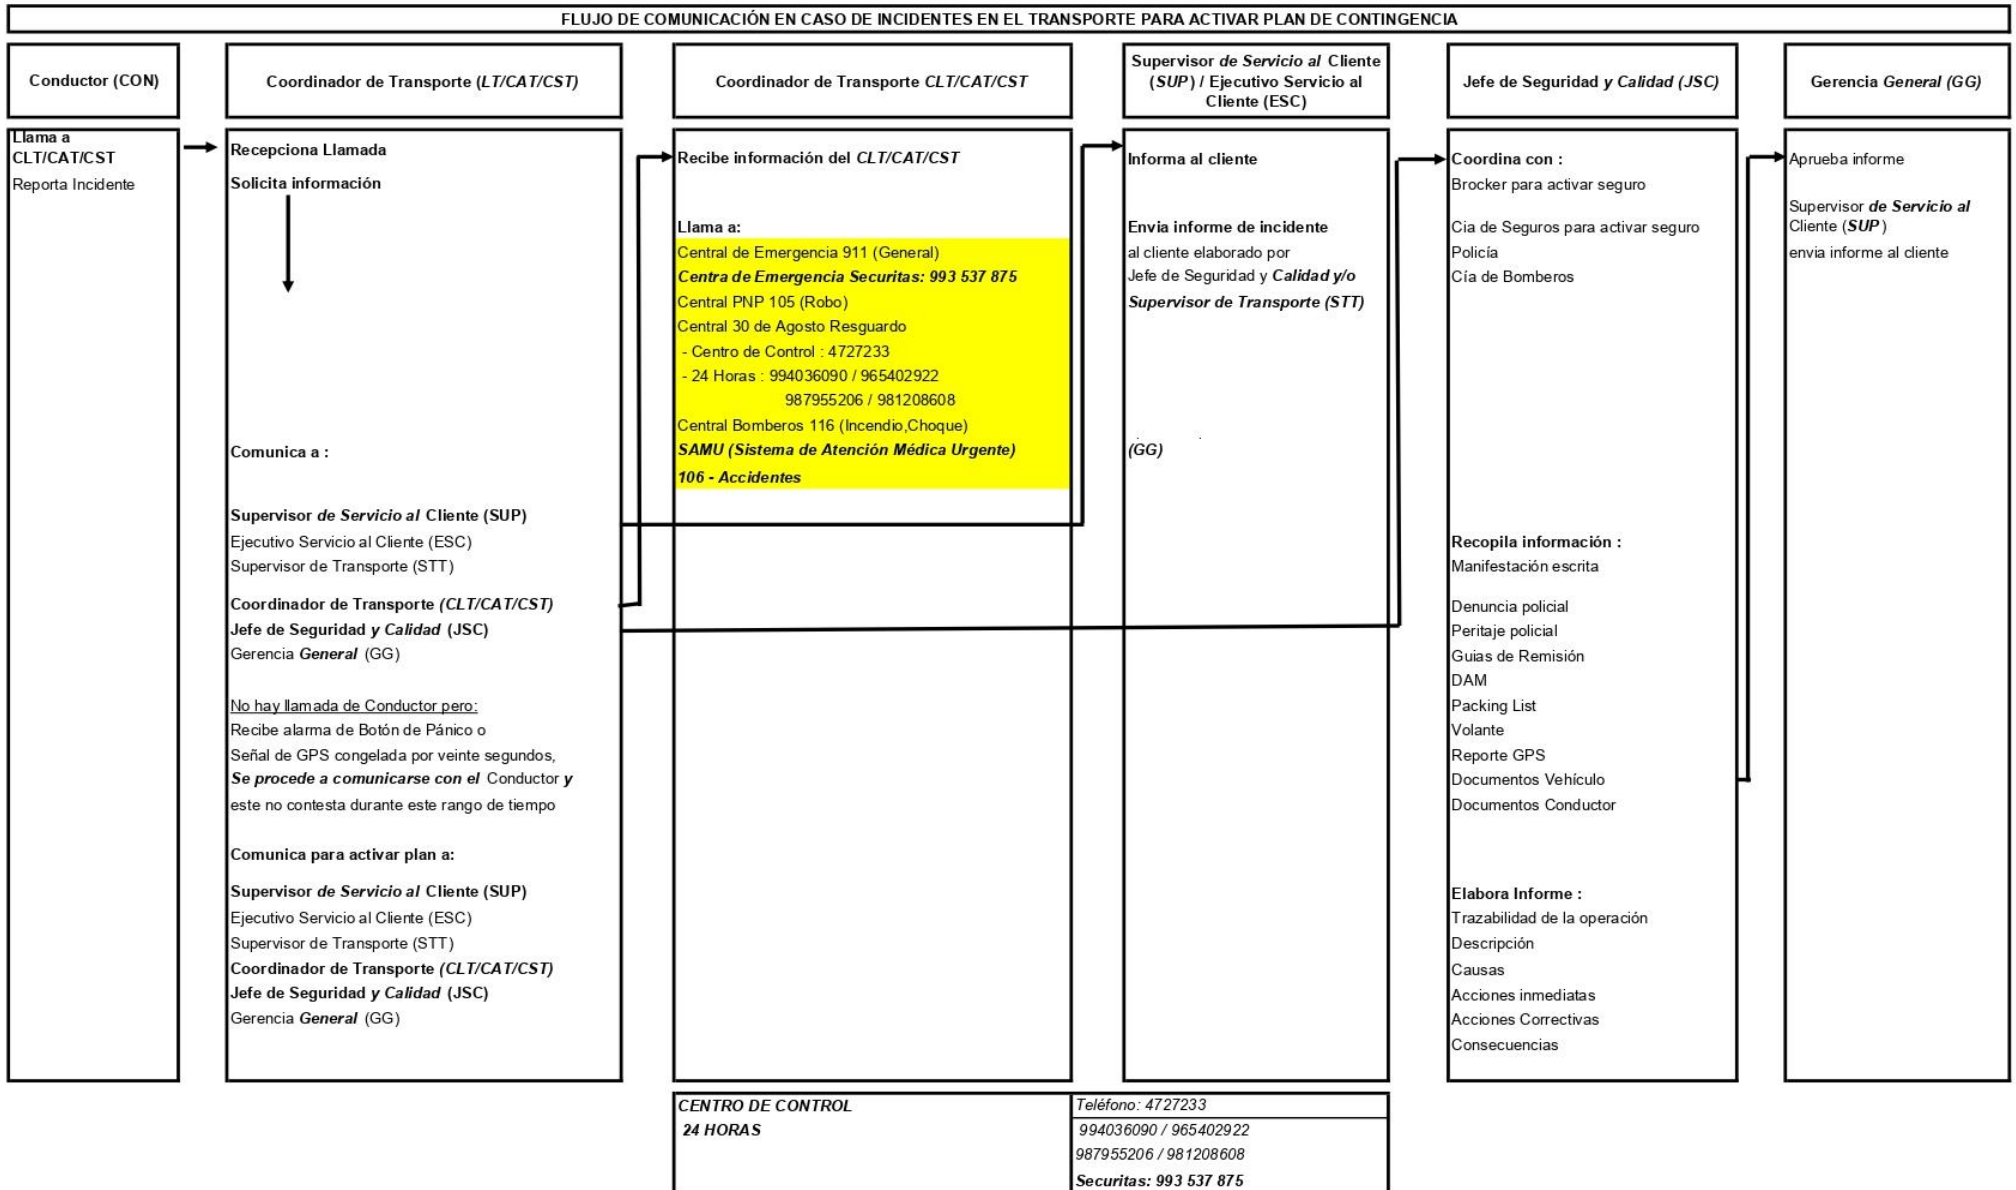 FLUJO DE COMUNICACIÓN EN CASO DE INCIDENTES EN EL TRANSPORTE PARA ACTIVAR PLAN DE CONTINGENCIA
Conductor (CON)
Llama a
CLT/CAT/CST
Reporta Incidente
Coordinador de Transporte (LT/CAT/CST)
Recepciona Llamada
Solicita información
Comunica a :
Supervisor de Servicio al Cliente (SUP)
Ejecutivo Servicio al Cliente (ESC)
Supervisor de Transporte (STT)
Coordinador de Transporte (CLT/CAT/CST)
Jefe de Seguridad y Calidad (JSC)
Gerencia General (GG)
No hay llamada de Conductor pero:
Recibe alarma de Botón de Pánico o
Señal de GPS congelada por veinte segundos,
Se procede a comunicarse con el Conductor y
este no contesta durante este rango de tiempo
Comunica para activar plan a:
Supervisor de Servicio al Cliente (SUP)
Ejecutivo Servicio al Cliente (ESC)
Supervisor de Transporte (STT)
Coordinador de Transporte (CLT/CAT/CST)
Jefe de Seguridad y Calidad (JSC)
Gerencia General (GG)
Coordinador de Transporte CLT/CAT/CST
Recibe información del CLT/CAT/CST
Llama a:
Central de Emergencia 911 (General)
Centra de Emergencia Securitas: 993 537 875
Central PNP 105 (Robo)
Central 30 de Agosto Resguardo
- Centro de Control : 4727233
- 24 Horas : 994036090 / 965402922
987955206 / 981208608
Central Bomberos 116 (Incendio,Choque)
SAMU (Sistema de Atención Médica Urgente)
106 - Accidentes
Supervisor de Servicio al Cliente
(SUP) / Ejecutivo Servicio al
Cliente (ESC)
Informa al cliente
Envia informe de incidente
al cliente elaborado por
Jefe de Seguridad y Calidad y/o
Supervisor de Transporte (STT)
(GG)
Jefe de Seguridad y Calidad (JSC)
Coordina con :
Brocker para activar seguro
Cia de Seguros para activar seguro
Policía
Cía de Bomberos
Recopila información :
Manifestación escrita
Denuncia policial
Peritaje policial
Guias de Remisión
DAM
Packing List
Volante
Reporte GPS
Documentos Vehículo
Documentos Conductor
Elabora Informe :
Trazabilidad de la operación
Descripción
Causas
Acciones inmediatas
Acciones Correctivas
Consecuencias
Gerencia General (GG)
Aprueba informe
Supervisor de Servicio al
Cliente (SUP)
envia informe al cliente
CENTRO DE CONTROL
24 HORAS
Teléfono: 4727233
994036090 / 965402922
987955206 / 981208608
Securitas: 993 537 875